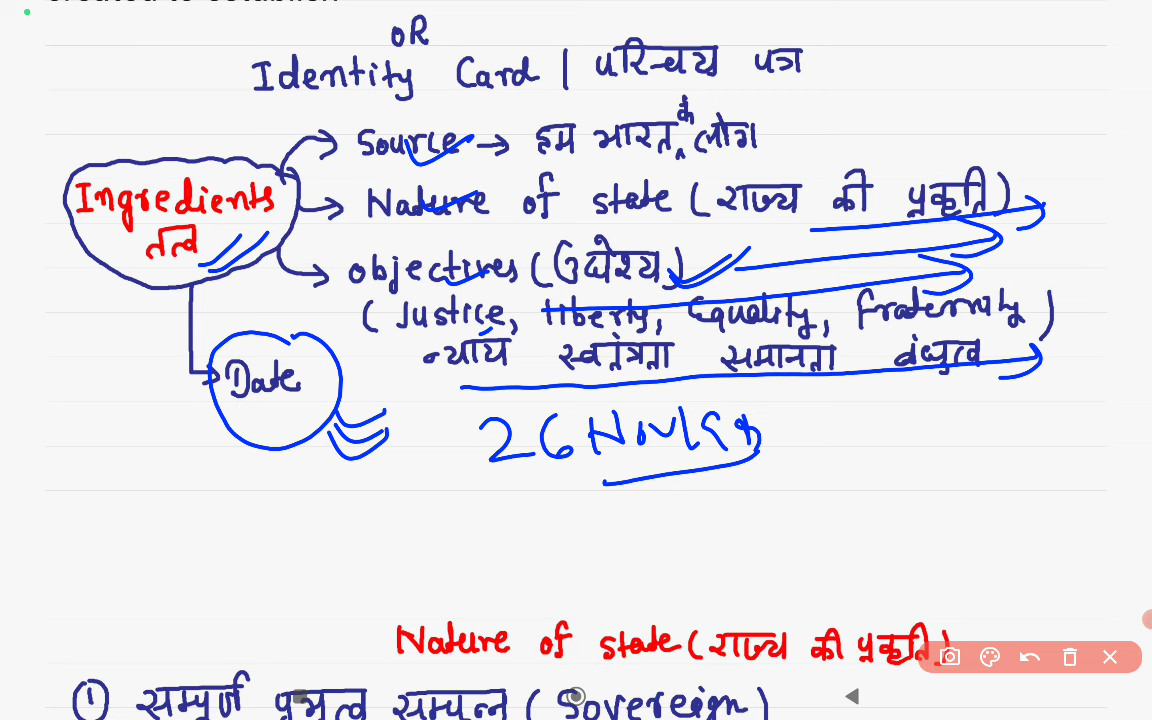 OR
Identity Card | परिचय पत्र
Source → हम भारत के लोग
Ingredients
तत्व
Nature of state (राज्य की प्रकृति)
objectives (उद्देश्य)
(Justice, liberty, Equality, fraternity)
न्याय स्वतंत्रता समानता बंधुत्व
Date
26 Nov
Nature of state (राज्य की प्रकृति)
① सम्पूर्ण प्रभुत्व सम्पन्न (Sovereign)